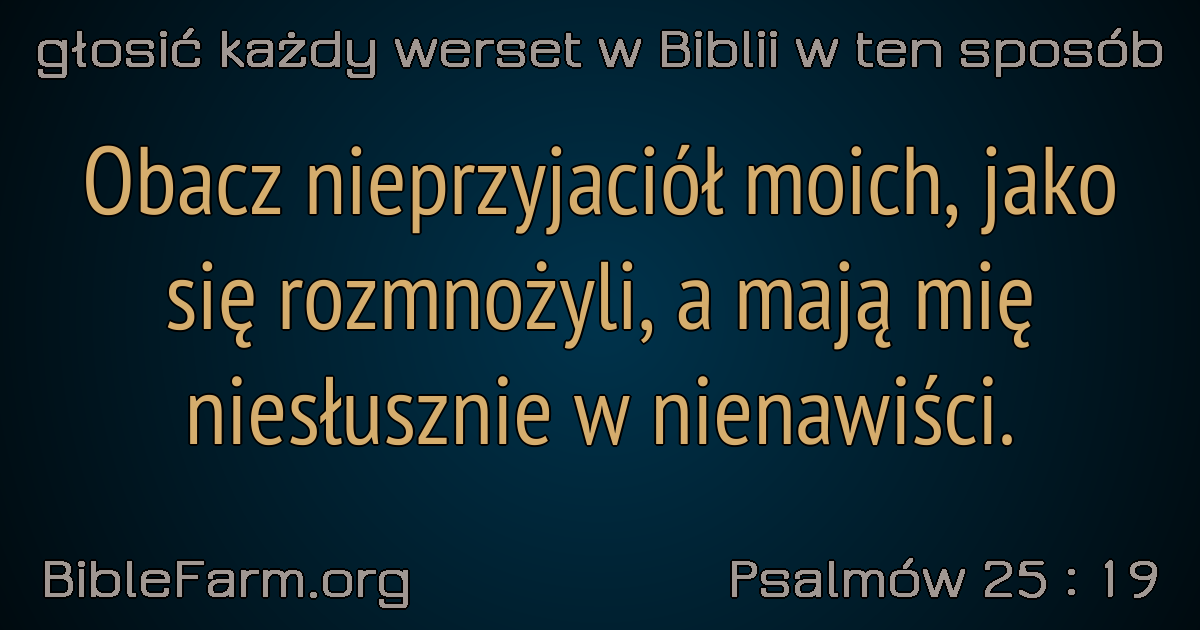 głosić każdy werset w Biblii w ten sposób
Obacz nieprzyjaciół moich, jako
się rozmnożyli, a mają mię
niesłusznie w nienawiści.
BibleFarm.org
Psalmów 25 : 19